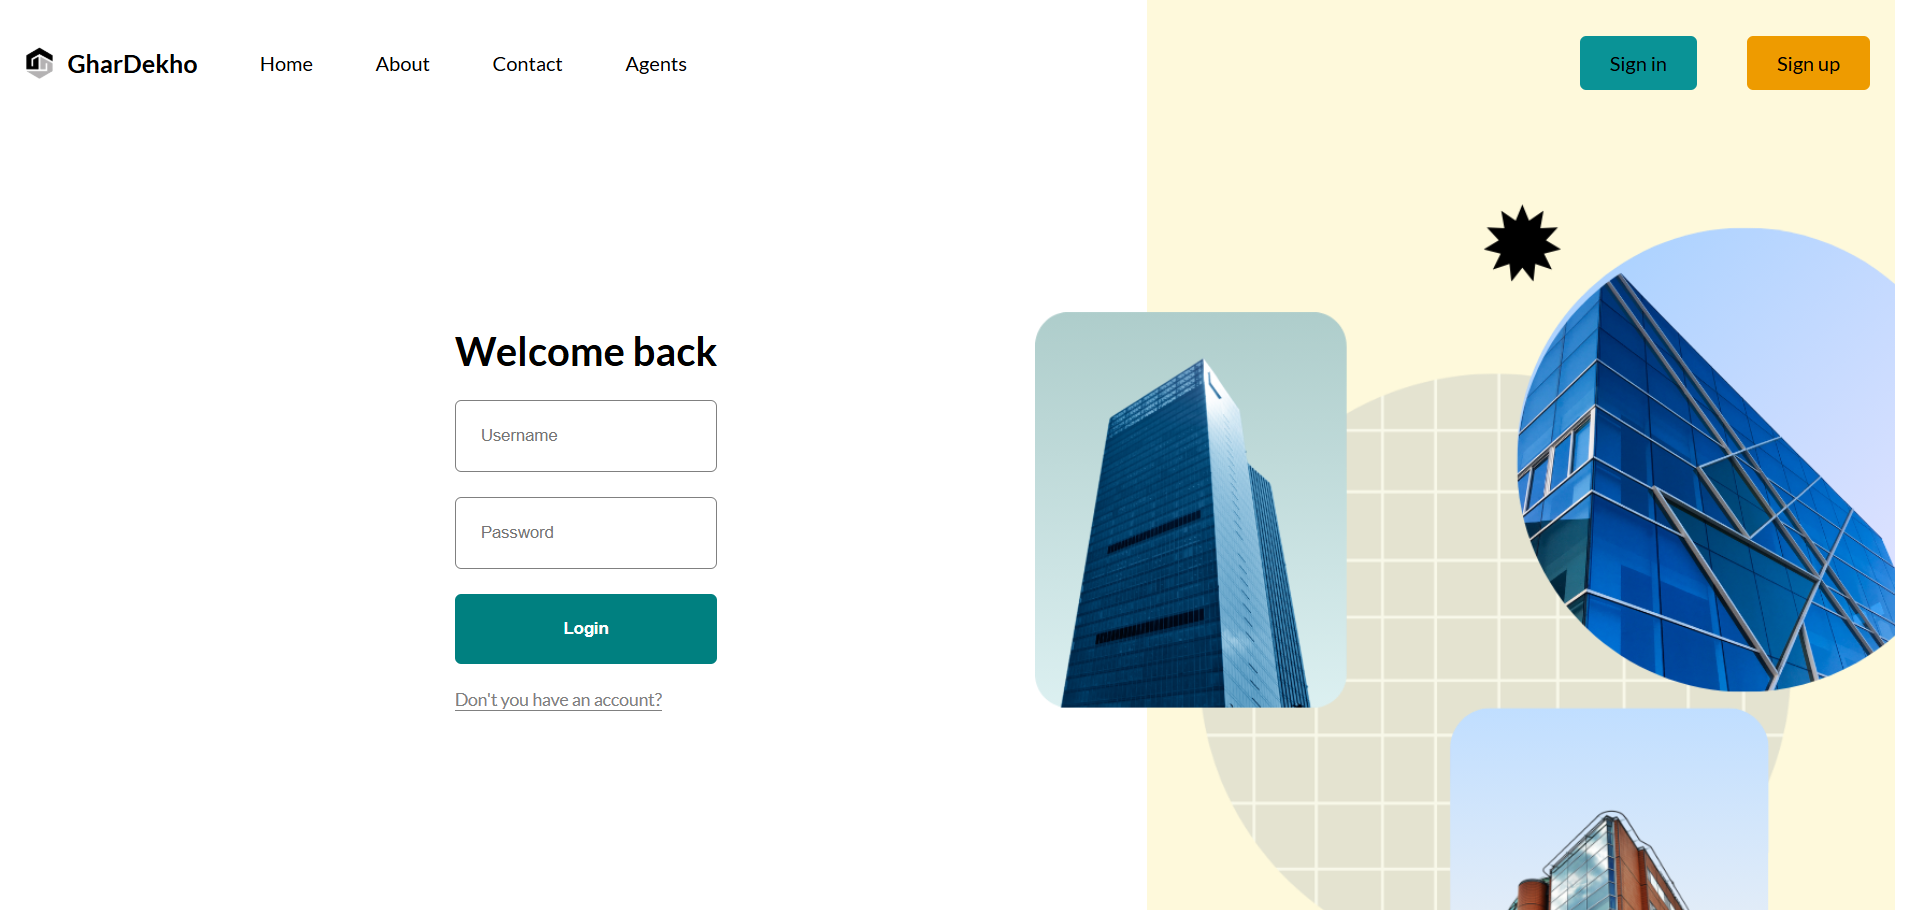 GharDekho Home About Contact Agents Sign in Sign up
Welcome back
Username
Password
Login
Don't you have an account?